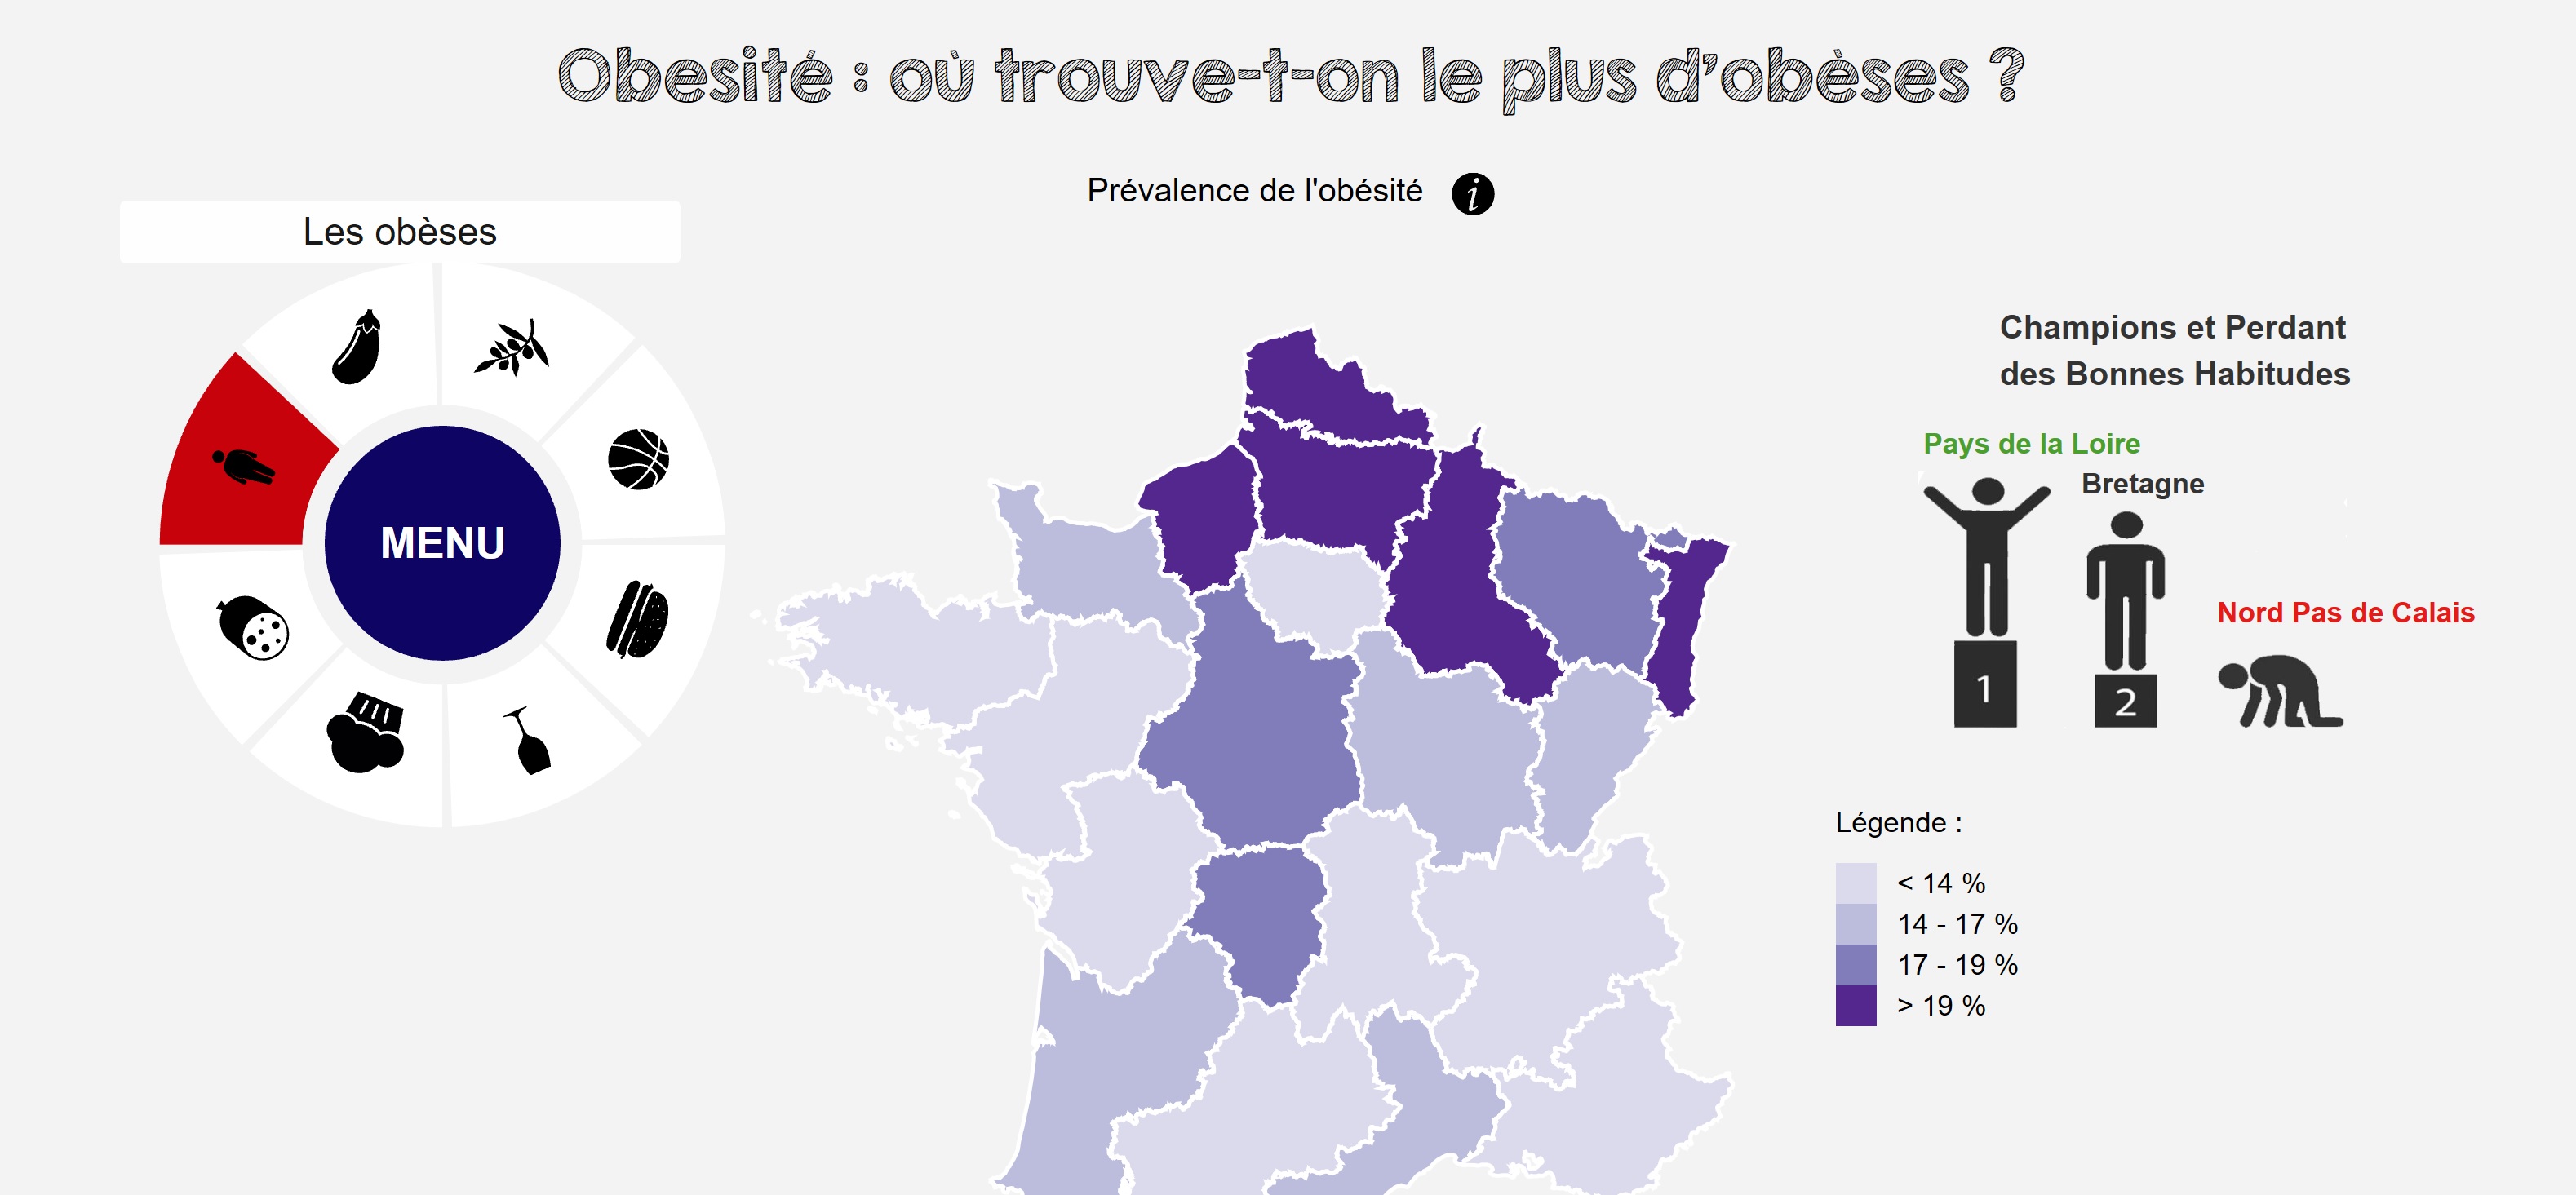 Obesité : où trouve-t-on le plus d'obèses ?
Prévalence de l'obésité i
Les obèses
MENU
Champions et Perdant
des Bonnes Habitudes
Pays de la Loire
Bretagne
Nord Pas de Calais
1
2
Légende :
< 14 %
14 - 17 %
17 - 19 %
> 19 %